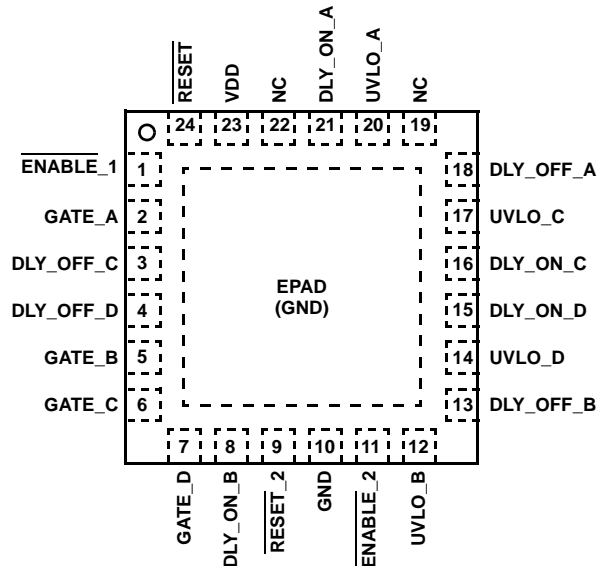 RESET
VDD
NC
DLY_ON_A
UVLO_A
NC
24 23 22 21 20 19
ENABLE_1 1
GATE_A 2
DLY_OFF_C 3
DLY_OFF_D 4
GATE_B 5
GATE_C 6
EPAD
(GND)
18 DLY_OFF_A
17 UVLO_C
16 DLY_ON_C
15 DLY_ON_D
14 UVLO_D
13 DLY_OFF_B
7 8 9 10 11 12
GATE_D
DLY_ON_B
RESET_2
GND
ENABLE_2
UVLO_B